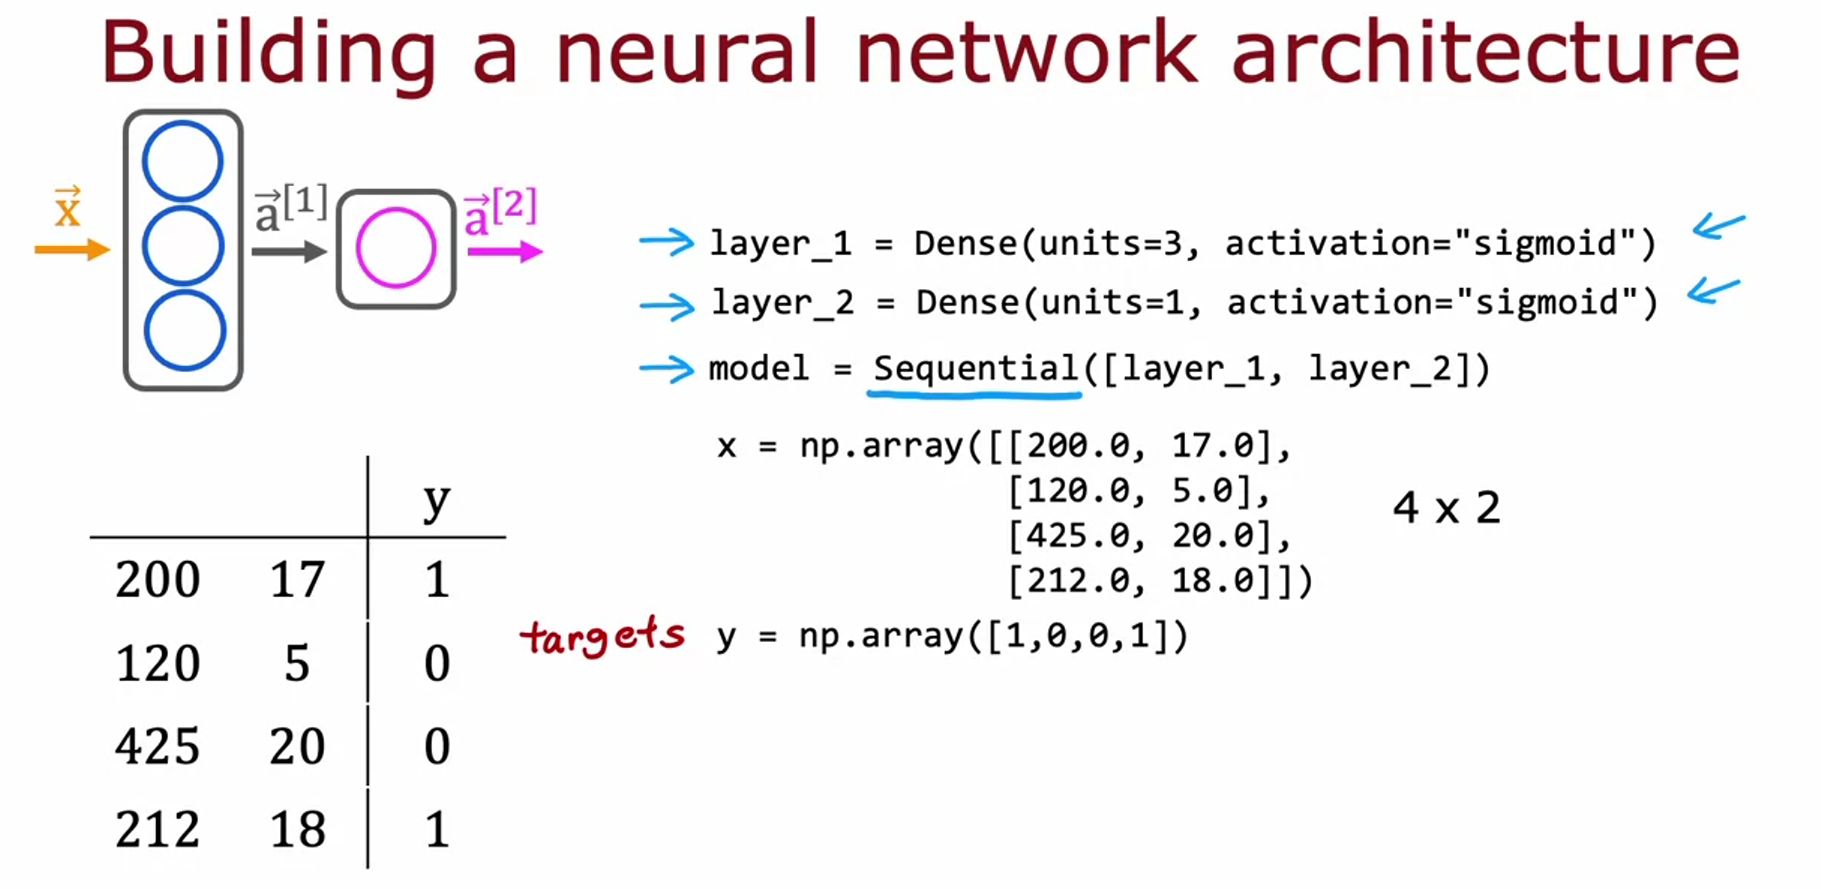 Building a neural network architecture
x⃗
a⃗[1]
a⃗[2]
layer_1 = Dense(units=3, activation="sigmoid")
layer_2 = Dense(units=1, activation="sigmoid")
model = Sequential([layer_1, layer_2])
x = np.array([[200.0, 17.0],
[120.0, 5.0],
[425.0, 20.0],
[212.0, 18.0]])
4 x 2
targets y = np.array([1,0,0,1])
y
200 17 1
120 5 0
425 20 0
212 18 1